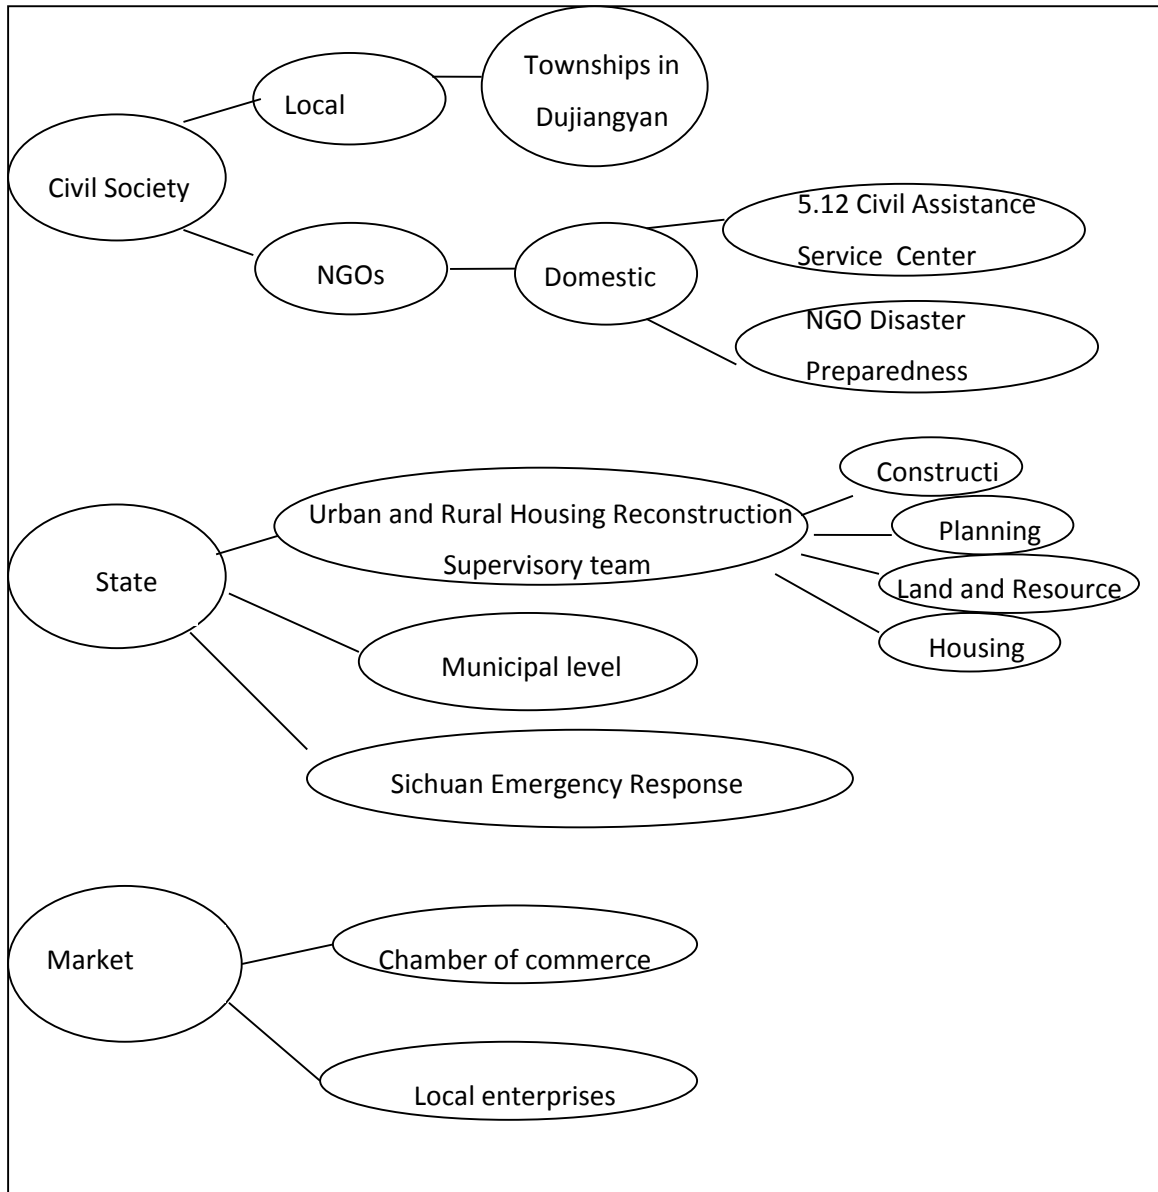 Townships in
Dujiangyan
Local
Civil Society
5.12 Civil Assistance
Service Center
NGOs
Domestic
NGO Disaster
Preparedness
Constructi
Urban and Rural Housing Reconstruction
Supervisory team
Planning
State
Land and Resource
Housing
Municipal level
Sichuan Emergency Response
Market
Chamber of commerce
Local enterprises